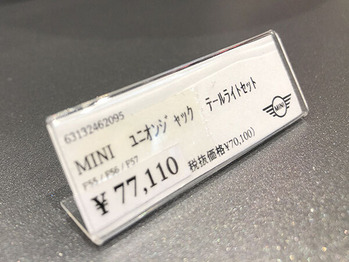 63132462095
MINI ユニオンジャック テールライトセット
F55 / F56 / F57
¥ 77,110 税抜価格¥70,100)
MINI